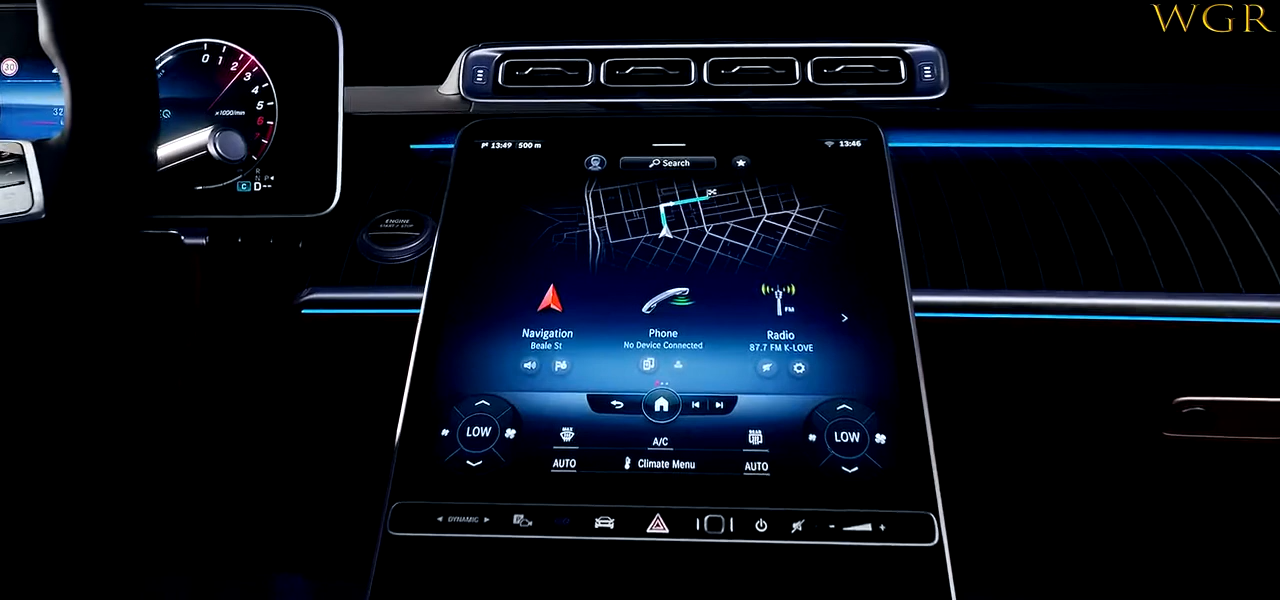 WGR
30
0 1 2 3 4 5 6 7
x1000/min
32
R
N P
C D
ENGINE
START / STOP
13:49 500 m
13:46
Search
Navigation
Beale St
Phone
No Device Connected
FM
Radio
87.7 FM K-LOVE
LOW
MAX
A/C
REAR
LOW
AUTO
Climate Menu
AUTO
DYNAMIC